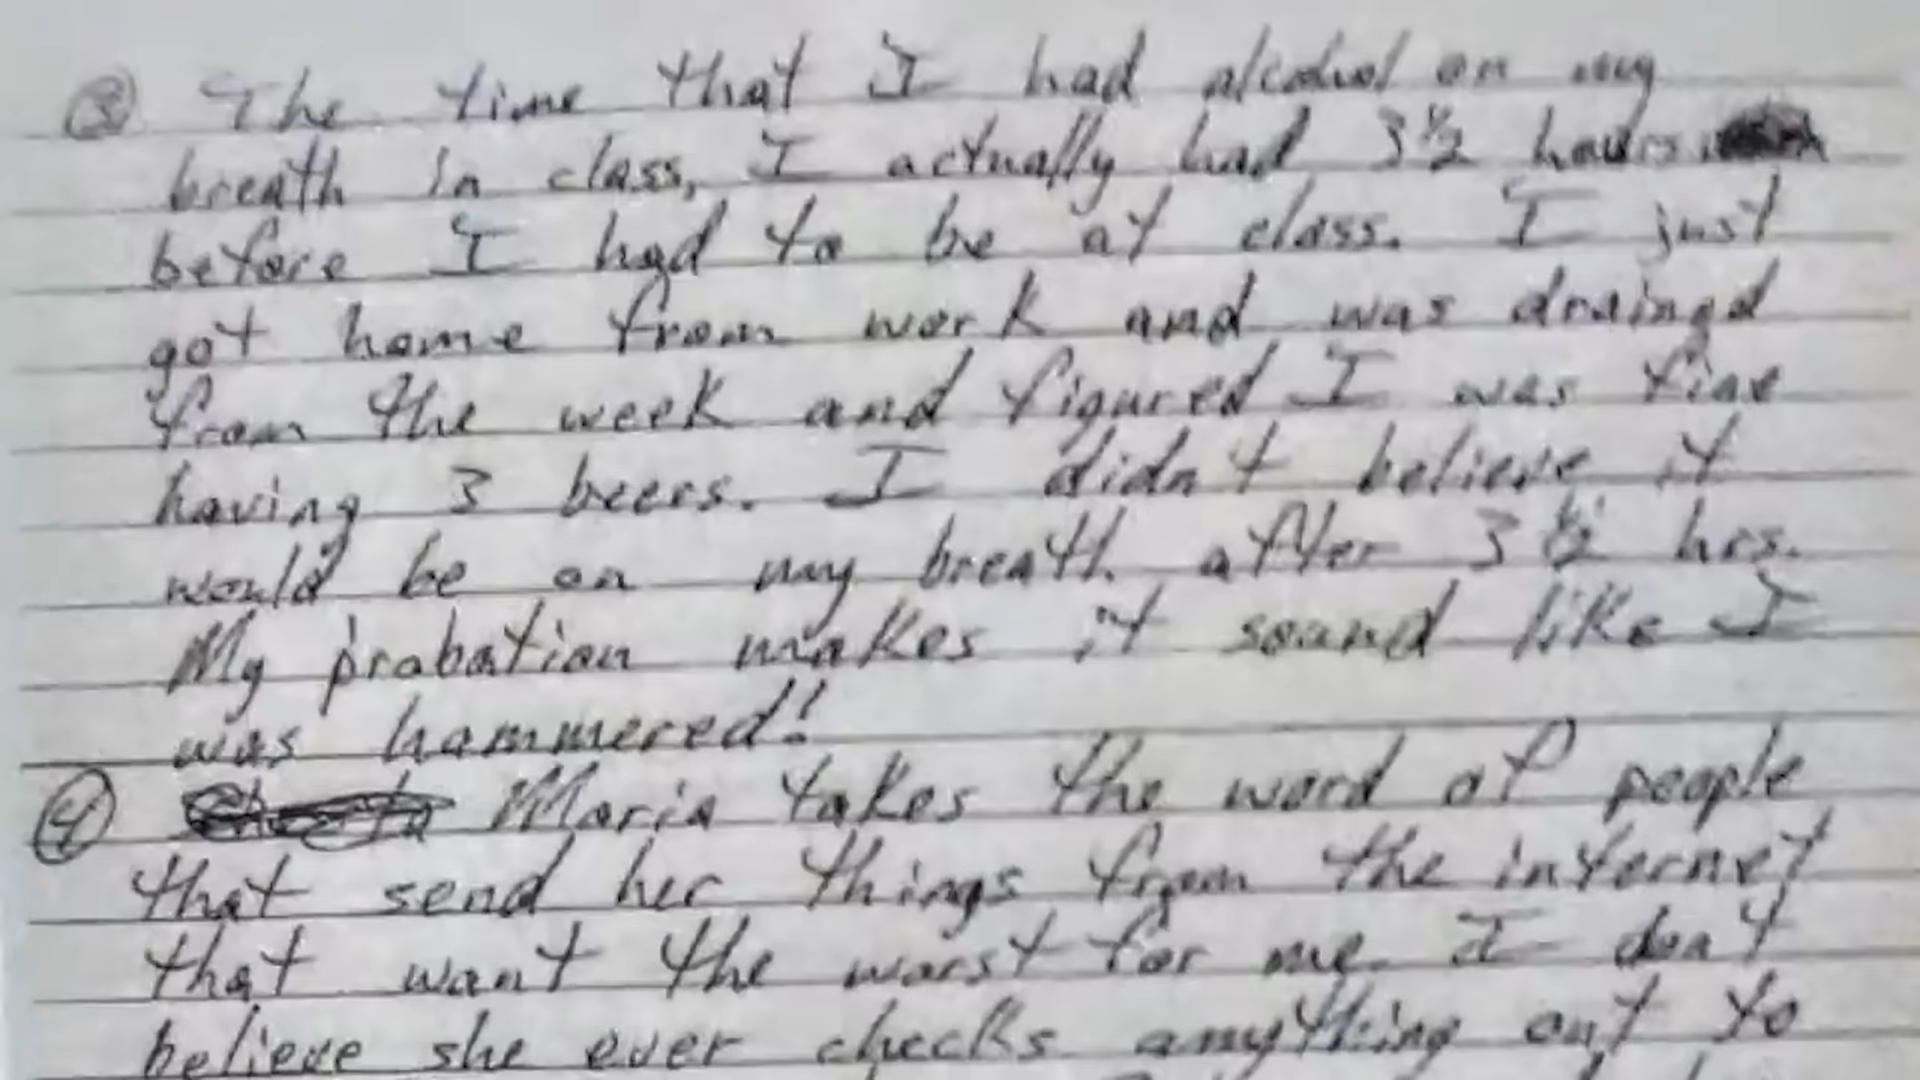 ③ The time that I had alcohol on my
breath in class, I actually had 3 ½ hours
before I had to be at class. I just
got home from work and was drained
from the week and figured I was fine
having 3 beers. I didn't believe it
would be on my breath after 3 ½ hrs.
My probation makes it sound like I
was hammered!
④ Maria takes the word of people
that send her things from the internet
that want the worst for me. I don't
believe she ever checks anything out to